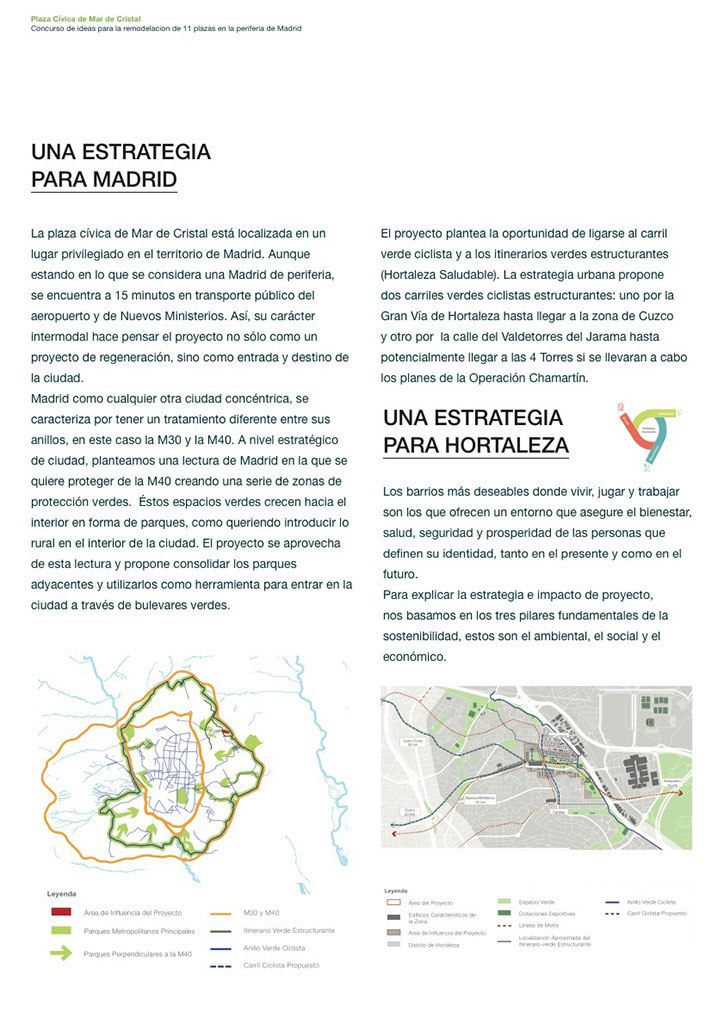 Plaza Cívica de Mar de Cristal
Concurso de ideas para la remodelacion de 11 plazas en la periferia de Madrid
UNA ESTRATEGIA
PARA MADRID
La plaza cívica de Mar de Cristal está localizada en un
lugar privilegiado en el territorio de Madrid. Aunque
estando en lo que se considera una Madrid de periferia,
se encuentra a 15 minutos en transporte público del
aeropuerto y de Nuevos Ministerios. Así, su carácter
intermodal hace pensar el proyecto no sólo como un
proyecto de regeneración, sino como entrada y destino de
la ciudad.
Madrid como cualquier otra ciudad concéntrica, se
caracteriza por tener un tratamiento diferente entre sus
anillos, en este caso la M30 y la M40. A nivel estratégico
de ciudad, planteamos una lectura de Madrid en la que se
quiere proteger de la M40 creando una serie de zonas de
protección verdes.  Éstos espacios verdes crecen hacia el
interior en forma de parques, como queriendo introducir lo
rural en el interior de la ciudad. El proyecto se aprovecha
de esta lectura y propone consolidar los parques
adyacentes y utilizarlos como herramienta para entrar en la
ciudad a través de bulevares verdes.
El proyecto plantea la oportunidad de ligarse al carril
verde ciclista y a los itinerarios verdes estructurantes
(Hortaleza Saludable). La estrategia urbana propone
dos carriles verdes ciclistas estructurantes: uno por la
Gran Vía de Hortaleza hasta llegar a la zona de Cuzco
y otro por  la calle del Valdetorres del Jarama hasta
potencialmente llegar a las 4 Torres si se llevaran a cabo
los planes de la Operación Chamartín.
UNA ESTRATEGIA
PARA HORTALEZA
Los barrios más deseables donde vivir, jugar y trabajar
son los que ofrecen un entorno que asegure el bienestar,
salud, seguridad y prosperidad de las personas que
definen su identidad, tanto en el presente y como en el
futuro.
Para explicar la estrategia e impacto de proyecto,
nos basamos en los tres pilares fundamentales de la
sostenibilidad, estos son el ambiental, el social y el
económico.
Leyenda
Área de Influencia del Proyecto
Parques Metropolitanos Principales
Parques Perpendiculares a la M40
M30 y M40
Itinerario Verde Estructurante
Anillo Verde Ciclista
Carril Ciclista Propuesto
Leyenda
Área del Proyecto
Edificios Característicos de
la Zona
Area de Influencia del Proyecto
Distrito de Hortaleza
Espacio Verde
Dotaciones Deportivas
Líneas de Metro
Localización Aproximada del
Itinerario verde Estructurante
Anillo Verde Ciclista
Carril Ciclista Propuesto